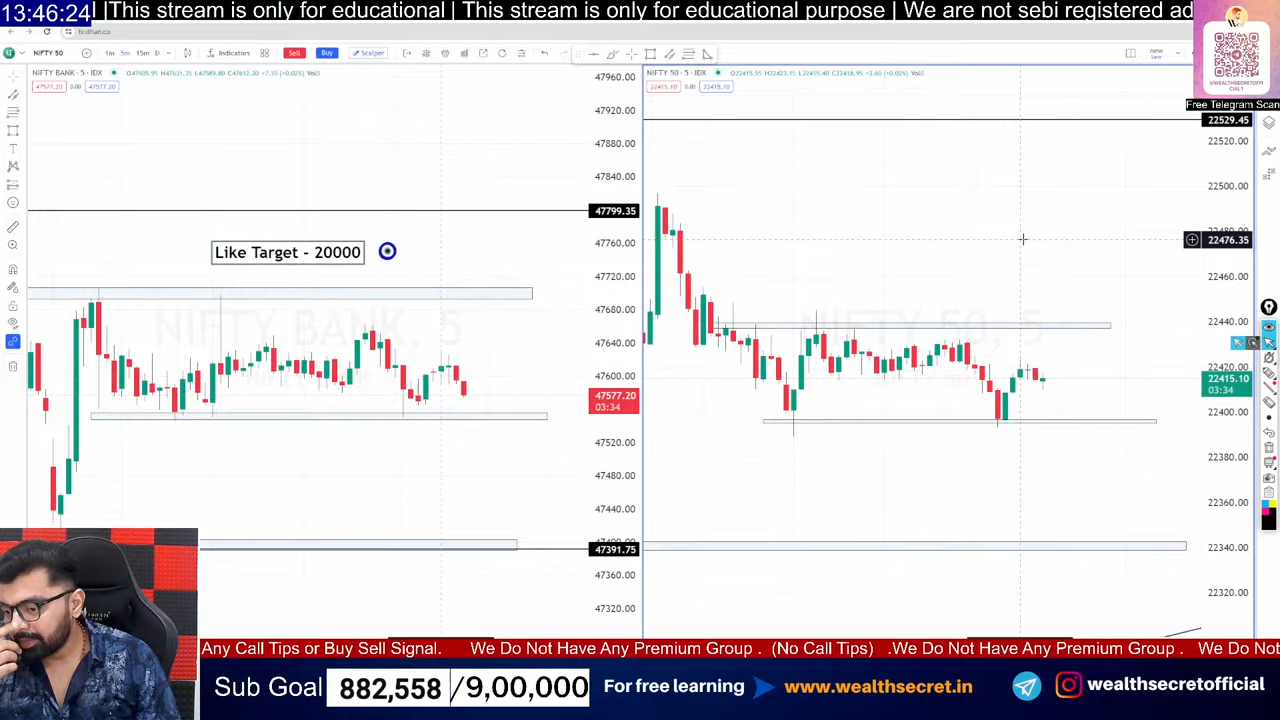 13:46:24
l |This stream is only for educational | This stream is only for educational purpose | We are not sebi registered ad
tv.dhan.co
NIFTY 50
1m 5m 15m D
Indicators
Sell
Buy
Scalper
new
Save
@WEALTHSECRETOFFICIAL1
Free Telegram Scan
NIFTY BANK · 5 · IDX
O47605.95 H47631.35 L47589.80 C47612.30 +7.35 (+0.02%) Vol0
47577.20 0.00 47577.20
NIFTY 50 · 5 · IDX
O22415.55 H22423.15 L22415.40 C22418.95 +3.60 (+0.02%) Vol0
22415.10 0.00 22415.10
47960.00
47920.00
47880.00
47840.00
47799.35
47760.00
47720.00
47680.00
47640.00
47600.00
47577.20
03:34
47520.00
47480.00
47440.00
47400.00
47391.75
47360.00
47320.00
Like Target - 20000
NIFTY BANK, 5
NIFTY 50, 5
22529.45
22520.00
22500.00
22480.00
22476.35
22460.00
22440.00
22420.00
22415.10
03:34
22400.00
22380.00
22360.00
22340.00
22320.00
Any Call Tips or Buy Sell Signal. We Do Not Have Any Premium Group . (No Call Tips) .We Do Not Have Any Premium Group . We Do Not
Sub Goal 882,558 /9,00,000
For free learning www.wealthsecret.in
wealthsecretofficial